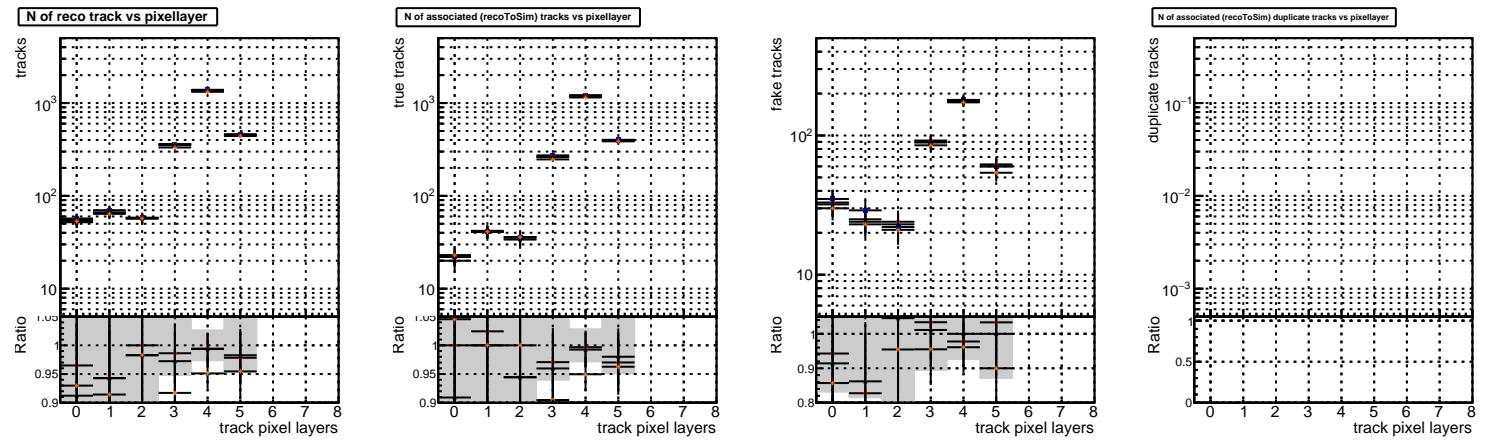 N of reco track vs pixellayer
tracks
10³
10²
10
Ratio
1.05
1
0.95
0.9
0 1 2 3 4 5 6 7 8
track pixel layers
N of associated (recoToSim) tracks vs pixellayer
true tracks
10³
10²
10
Ratio
1.05
1
0.95
0.9
0 1 2 3 4 5 6 7 8
track pixel layers
fake tracks
10²
10
Ratio
1
0.9
0.8
0 1 2 3 4 5 6 7 8
track pixel layers
N of associated (recoToSim) duplicate tracks vs pixellayer
duplicate tracks
10⁻¹
10⁻²
10⁻³
Ratio
1
0.5
0
0 1 2 3 4 5 6 7 8
track pixel layers